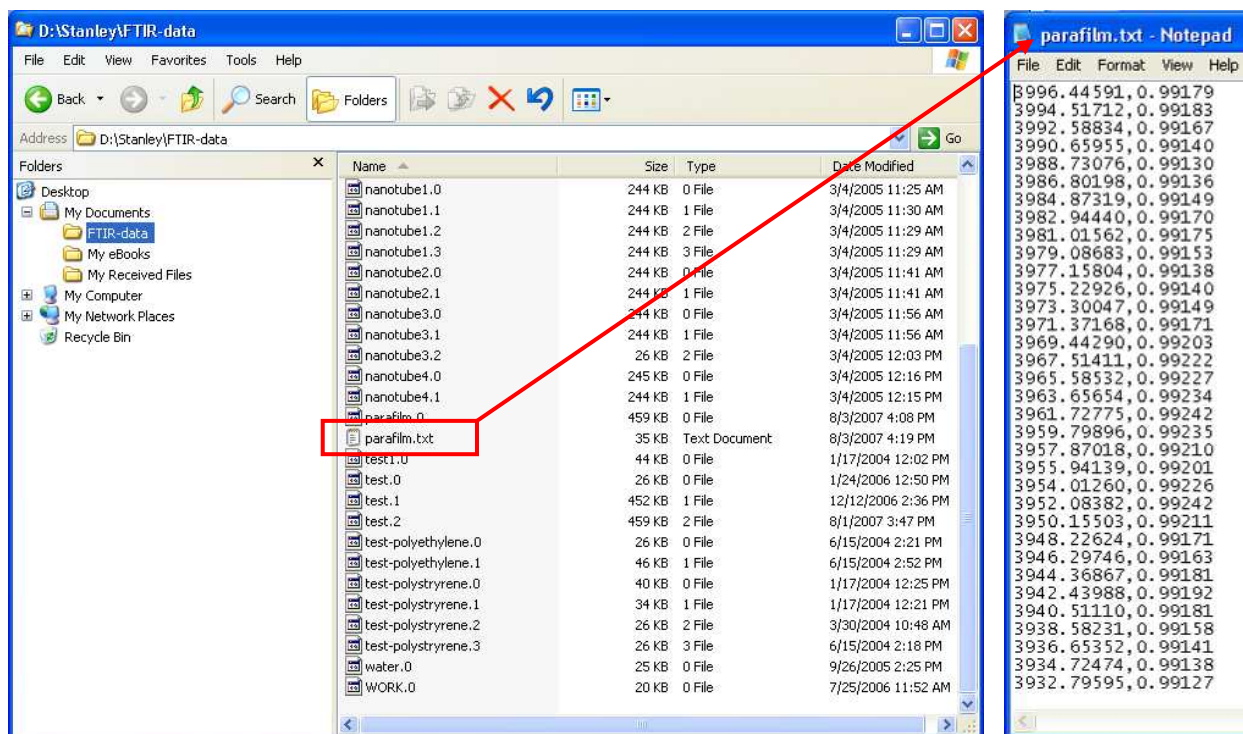 D:\Stanley\FTIR-data
File Edit View Favorites Tools Help
Back Search Folders
Address D:\Stanley\FTIR-data Go
Folders
Desktop
My Documents
FTIR-data
My eBooks
My Received Files
My Computer
My Network Places
Recycle Bin
Name Size Type Date Modified
nanotube1.0 244 KB 0 File 3/4/2005 11:25 AM
nanotube1.1 244 KB 1 File 3/4/2005 11:30 AM
nanotube1.2 244 KB 2 File 3/4/2005 11:29 AM
nanotube1.3 244 KB 3 File 3/4/2005 11:29 AM
nanotube2.0 244 KB 0 File 3/4/2005 11:41 AM
nanotube2.1 244 KB 1 File 3/4/2005 11:41 AM
nanotube3.0 244 KB 0 File 3/4/2005 11:56 AM
nanotube3.1 244 KB 1 File 3/4/2005 11:56 AM
nanotube3.2 26 KB 2 File 3/4/2005 12:03 PM
nanotube4.0 245 KB 0 File 3/4/2005 12:16 PM
nanotube4.1 244 KB 1 File 3/4/2005 12:15 PM
parafilm.0 459 KB 0 File 8/3/2007 4:08 PM
parafilm.txt 35 KB Text Document 8/3/2007 4:19 PM
test1.0 44 KB 0 File 1/17/2004 12:02 PM
test.0 26 KB 0 File 1/24/2006 12:50 PM
test.1 452 KB 1 File 12/12/2006 2:36 PM
test.2 459 KB 2 File 8/1/2007 3:47 PM
test-polyethylene.0 26 KB 0 File 6/15/2004 2:21 PM
test-polyethylene.1 46 KB 1 File 6/15/2004 2:52 PM
test-polystryrene.0 40 KB 0 File 1/17/2004 12:25 PM
test-polystryrene.1 34 KB 1 File 1/17/2004 12:21 PM
test-polystryrene.2 26 KB 2 File 3/30/2004 10:48 AM
test-polystryrene.3 26 KB 3 File 6/15/2004 2:18 PM
water.0 25 KB 0 File 9/26/2005 2:25 PM
WORK.0 20 KB 0 File 7/25/2006 11:52 AM
parafilm.txt - Notepad
File Edit Format View Help
3996.44591,0.99179
3994.51712,0.99183
3992.58834,0.99167
3990.65955,0.99140
3988.73076,0.99130
3986.80198,0.99136
3984.87319,0.99149
3982.94440,0.99170
3981.01562,0.99175
3979.08683,0.99153
3977.15804,0.99138
3975.22926,0.99140
3973.30047,0.99149
3971.37168,0.99171
3969.44290,0.99203
3967.51411,0.99222
3965.58532,0.99227
3963.65654,0.99234
3961.72775,0.99242
3959.79896,0.99235
3957.87018,0.99210
3955.94139,0.99201
3954.01260,0.99226
3952.08382,0.99242
3950.15503,0.99211
3948.22624,0.99171
3946.29746,0.99163
3944.36867,0.99181
3942.43988,0.99192
3940.51110,0.99181
3938.58231,0.99158
3936.65352,0.99141
3934.72474,0.99138
3932.79595,0.99127